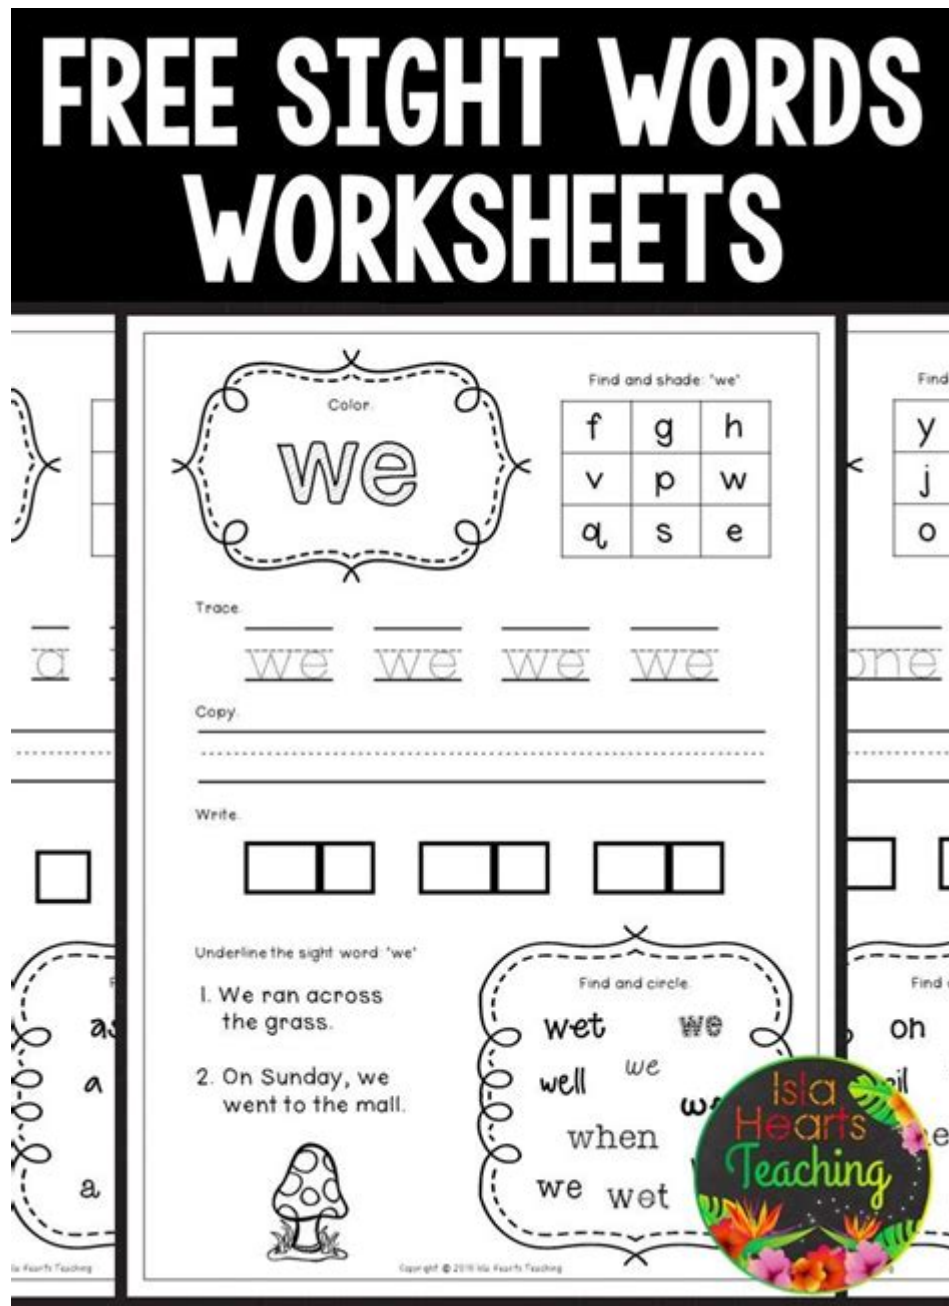 FREE SIGHT WORDS
WORKSHEETS
Color.
we
Find and shade: "we"
f g h
v p w
q s e
Trace.
we we we we
Copy.
Write.
Underline the sight word: "we"
1. We ran across
the grass.
2. On Sunday, we
went to the mall.
Find and circle.
wet we
well we
when
we wet
Isla
Hearts
Teaching
Find
y
j
o
a
one
a
a
on